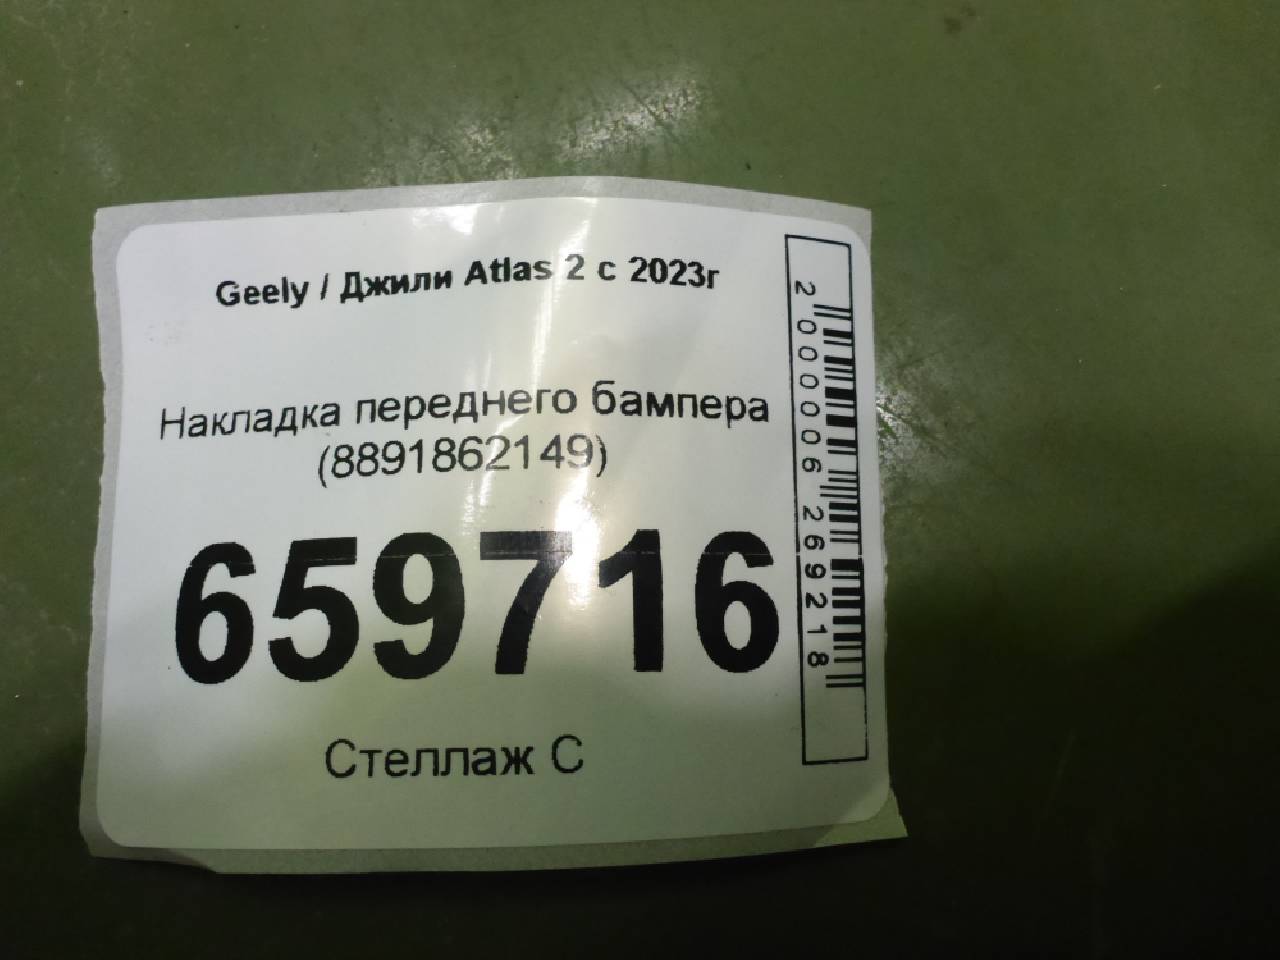 Geely / Джили Atlas 2 с 2023г
Накладка переднего бампера
(8891862149)
659716
Стеллаж С
2000006269218